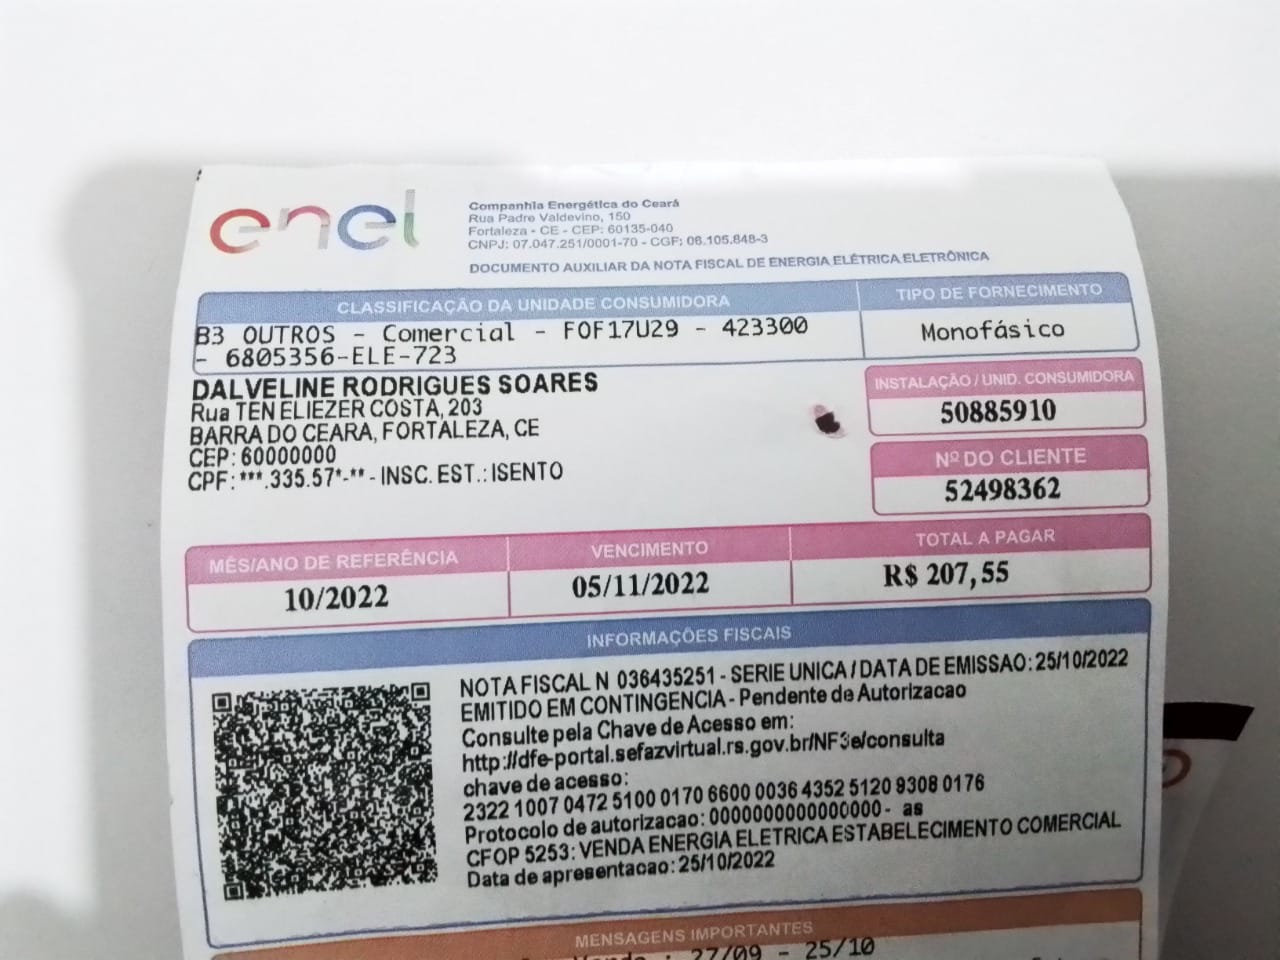 enel
Companhia Energética do Ceará
Rua Padre Valdevino, 150
Fortaleza - CE - CEP: 60135-040
CNPJ: 07.047.251/0001-70 - CGF: 06.105.848-3
DOCUMENTO AUXILIAR DA NOTA FISCAL DE ENERGIA ELÉTRICA ELETRÔNICA
CLASSIFICAÇÃO DA UNIDADE CONSUMIDORA
B3 OUTROS - Comercial - FOF17U29 - 423300
- 6805356-ELE-723
TIPO DE FORNECIMENTO
Monofásico
DALVELINE RODRIGUES SOARES
Rua TEN ELIEZER COSTA, 203
BARRA DO CEARA, FORTALEZA, CE
CEP: 60000000
CPF: ***.335.57*-** - INSC. EST.: ISENTO
INSTALAÇÃO / UNID. CONSUMIDORA
50885910
Nº DO CLIENTE
52498362
MÊS/ANO DE REFERÊNCIA
10/2022
VENCIMENTO
05/11/2022
TOTAL A PAGAR
R$ 207,55
INFORMAÇÕES FISCAIS
NOTA FISCAL N 036435251 - SERIE UNICA / DATA DE EMISSAO: 25/10/2022
EMITIDO EM CONTINGENCIA - Pendente de Autorizacao
Consulte pela Chave de Acesso em:
http://dfe-portal.sefazvirtual.rs.gov.br/NF3e/consulta
chave de acesso:
2322 1007 0472 5100 0170 6600 0036 4352 5120 9308 0176
Protocolo de autorizacao: 0000000000000000 - as
CFOP 5253: VENDA ENERGIA ELETRICA ESTABELECIMENTO COMERCIAL
Data de apresentacao: 25/10/2022
MENSAGENS IMPORTANTES
: 27/09 - 25/10